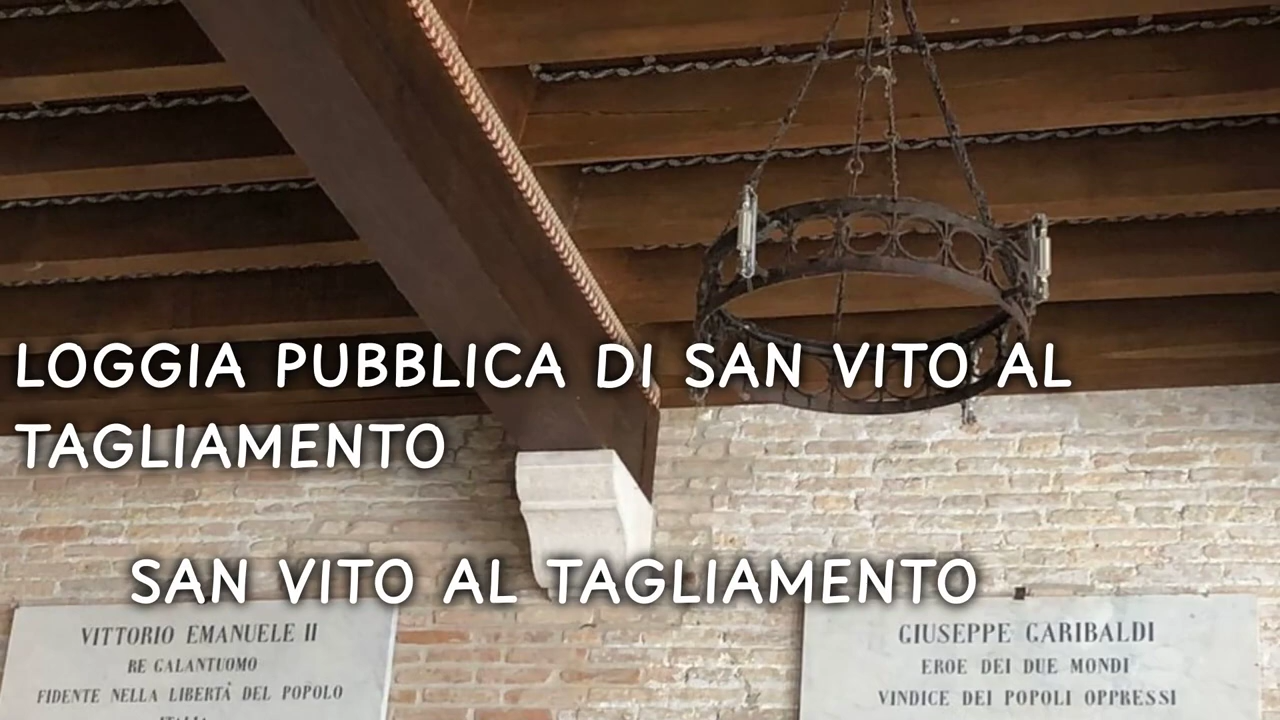 LOGGIA PUBBLICA DI SAN VITO AL
TAGLIAMENTO
SAN VITO AL TAGLIAMENTO
VITTORIO EMANUELE II
RE GALANTUOMO
FIDENTE NELLA LIBERTÀ DEL POPOLO
ITALIA
GIUSEPPE GARIBALDI
EROE DEI DUE MONDI
VINDICE DEI POPOLI OPPRESSI